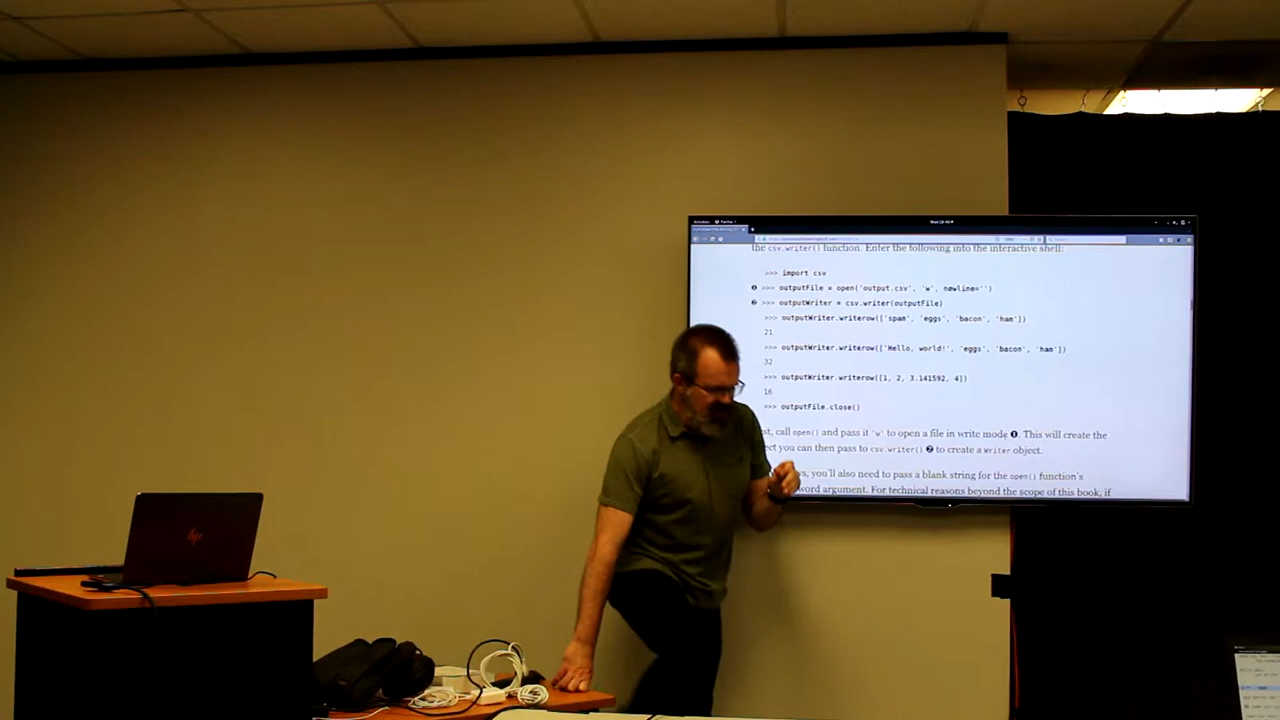 Activities
the csv.writer() function. Enter the following into the interactive shell:
>>> import csv
❶ >>> outputFile = open('output.csv', 'w', newline='')
❷ >>> outputWriter = csv.writer(outputFile)
>>> outputWriter.writerow(['spam', 'eggs', 'bacon', 'ham'])
21
>>> outputWriter.writerow(['Hello, world!', 'eggs', 'bacon', 'ham'])
32
>>> outputWriter.writerow([1, 2, 3.141592, 4])
16
>>> outputFile.close()
st, call open() and pass it 'w' to open a file in write mode ❶. This will create the
ect you can then pass to csv.writer() ❷ to create a Writer object.
ws, you'll also need to pass a blank string for the open() function's
word argument. For technical reasons beyond the scope of this book, if
hp